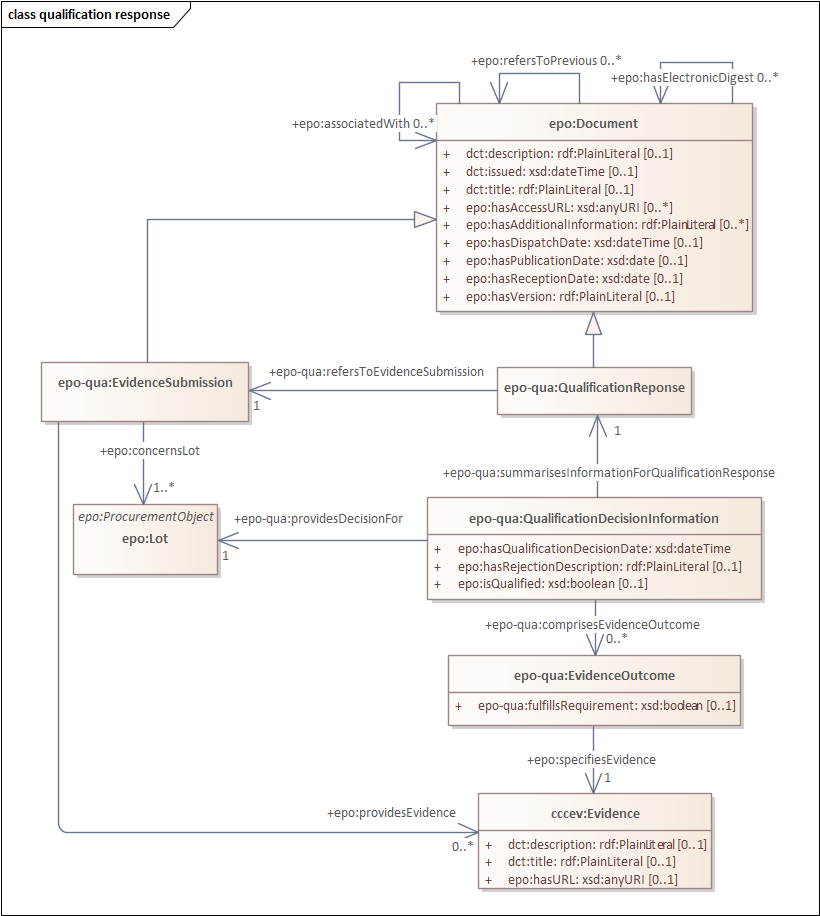 class qualification response
+epo:refersToPrevious 0..*
+epo:hasElectronicDigest 0..*
+epo:associatedWith 0..*
epo:Document
+ dct:description: rdf:PlainLiteral [0..1]
+ dct:issued: xsd:dateTime [0..1]
+ dct:title: rdf:PlainLiteral [0..1]
+ epo:hasAccessURL: xsd:anyURI [0..*]
+ epo:hasAdditionalInformation: rdf:PlainLiteral [0..*]
+ epo:hasDispatchDate: xsd:dateTime [0..1]
+ epo:hasPublicationDate: xsd:date [0..1]
+ epo:hasReceptionDate: xsd:date [0..1]
+ epo:hasVersion: rdf:PlainLiteral [0..1]
epo-qua:EvidenceSubmission
+epo-qua:refersToEvidenceSubmission
1
epo-qua:QualificationReponse
1
+epo:concernsLot
1..*
+epo-qua:summarisesInformationForQualificationResponse
epo:ProcurementObject
epo:Lot
+epo-qua:providesDecisionFor
1
epo-qua:QualificationDecisionInformation
+ epo:hasQualificationDecisionDate: xsd:dateTime
+ epo:hasRejectionDescription: rdf:PlainLiteral [0..1]
+ epo:isQualified: xsd:boolean [0..1]
+epo-qua:comprisesEvidenceOutcome
0..*
epo-qua:EvidenceOutcome
+ epo-qua:fulfillsRequirement: xsd:boolean [0..1]
+epo:specifiesEvidence
1
+epo:providesEvidence
0..*
cccev:Evidence
+ dct:description: rdf:PlainLiteral [0..1]
+ dct:title: rdf:PlainLiteral [0..1]
+ epo:hasURL: xsd:anyURI [0..1]